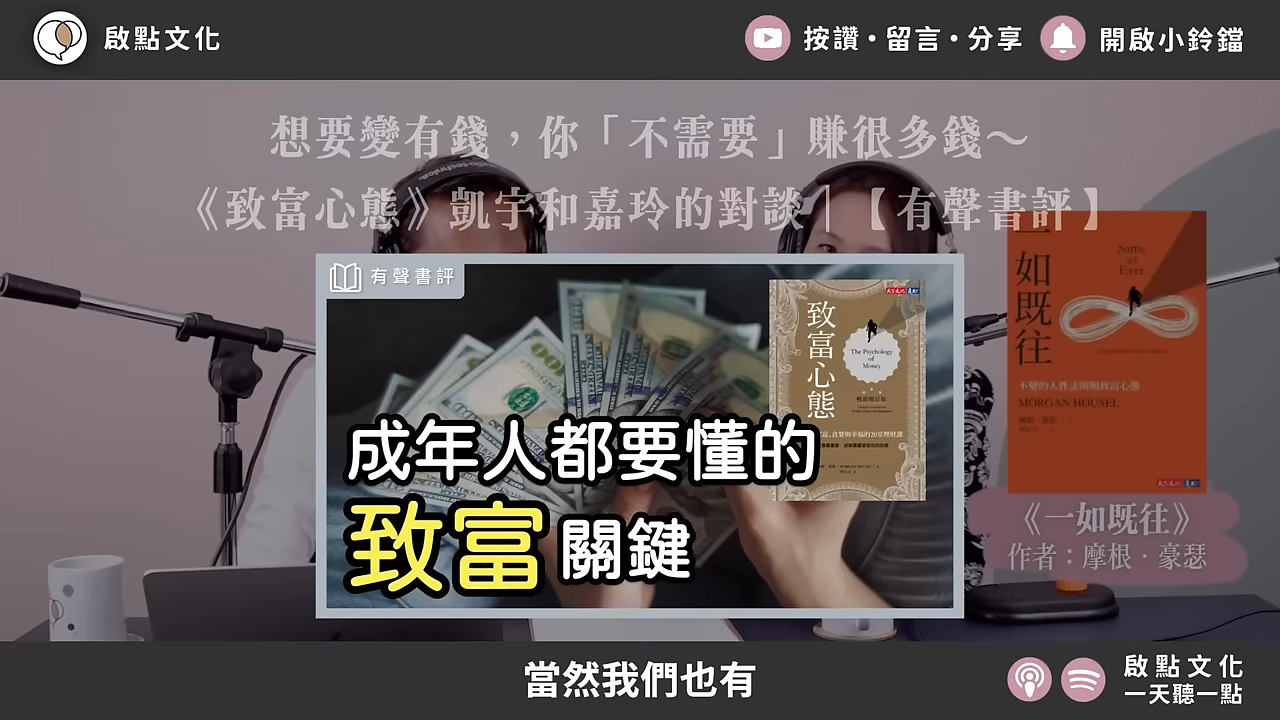 啟點文化
按讚・留言・分享
開啟小鈴鐺
想要變有錢，你「不需要」賺很多錢～
《致富心態》凱宇和嘉玲的對談｜【有聲書評】
有聲書評
致富心態
The Psychology
of
Money
成年人都要懂的
致富關鍵
一如既往
Same
as
Ever
不變的人性法則與致富心態
MORGAN HOUSEL
《一如既往》
作者：摩根．豪瑟
當然我們也有
啟點文化
一天聽一點